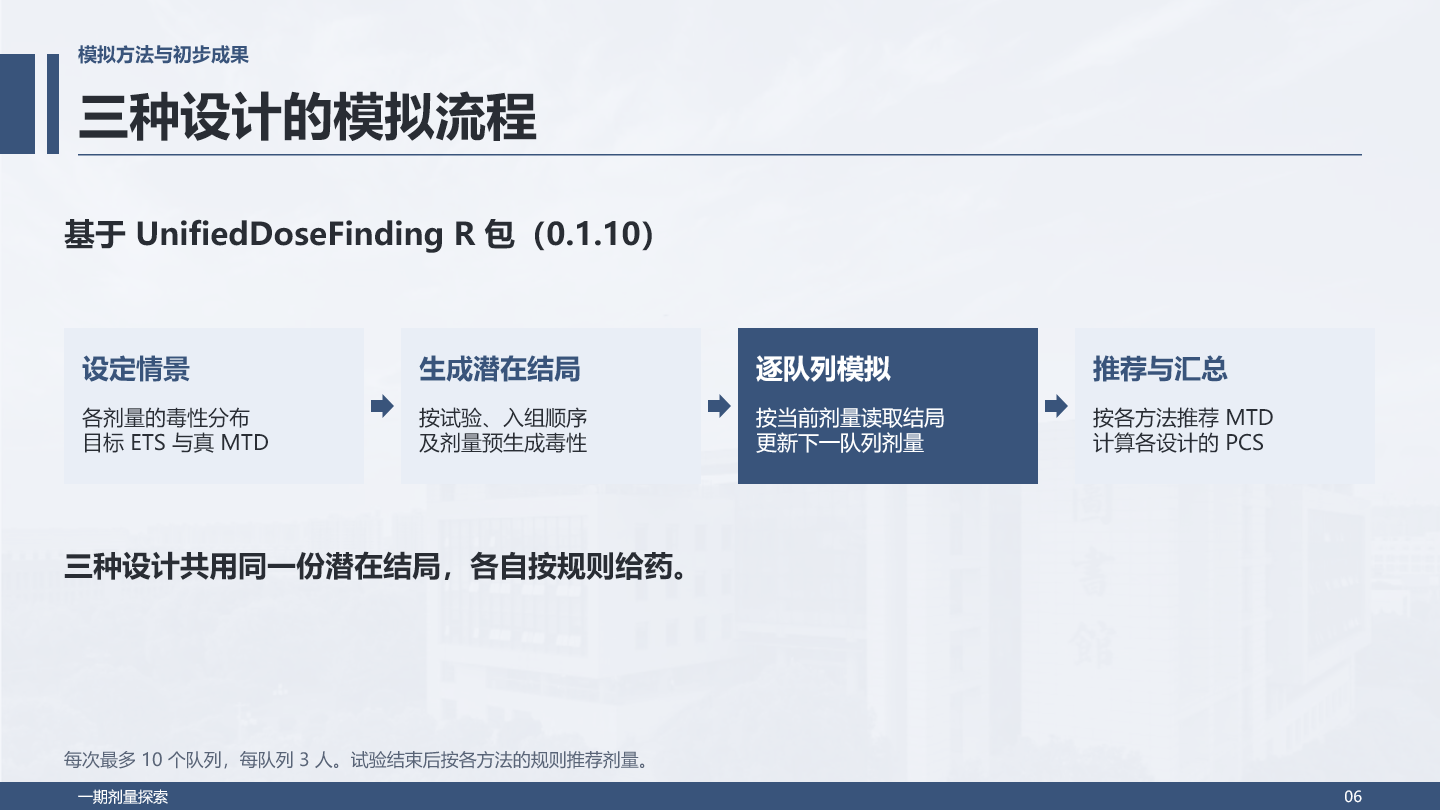 模拟方法与初步成果
三种设计的模拟流程
基于 UnifiedDoseFinding R 包（0.1.10）
设定情景
各剂量的毒性分布
目标 ETS 与真 MTD
生成潜在结局
按试验、入组顺序
及剂量预生成毒性
逐队列模拟
按当前剂量读取结局
更新下一队列剂量
推荐与汇总
按各方法推荐 MTD
计算各设计的 PCS
三种设计共用同一份潜在结局，各自按规则给药。
圖
書
館
每次最多 10 个队列，每队列 3 人。试验结束后按各方法的规则推荐剂量。
一期剂量探索
06